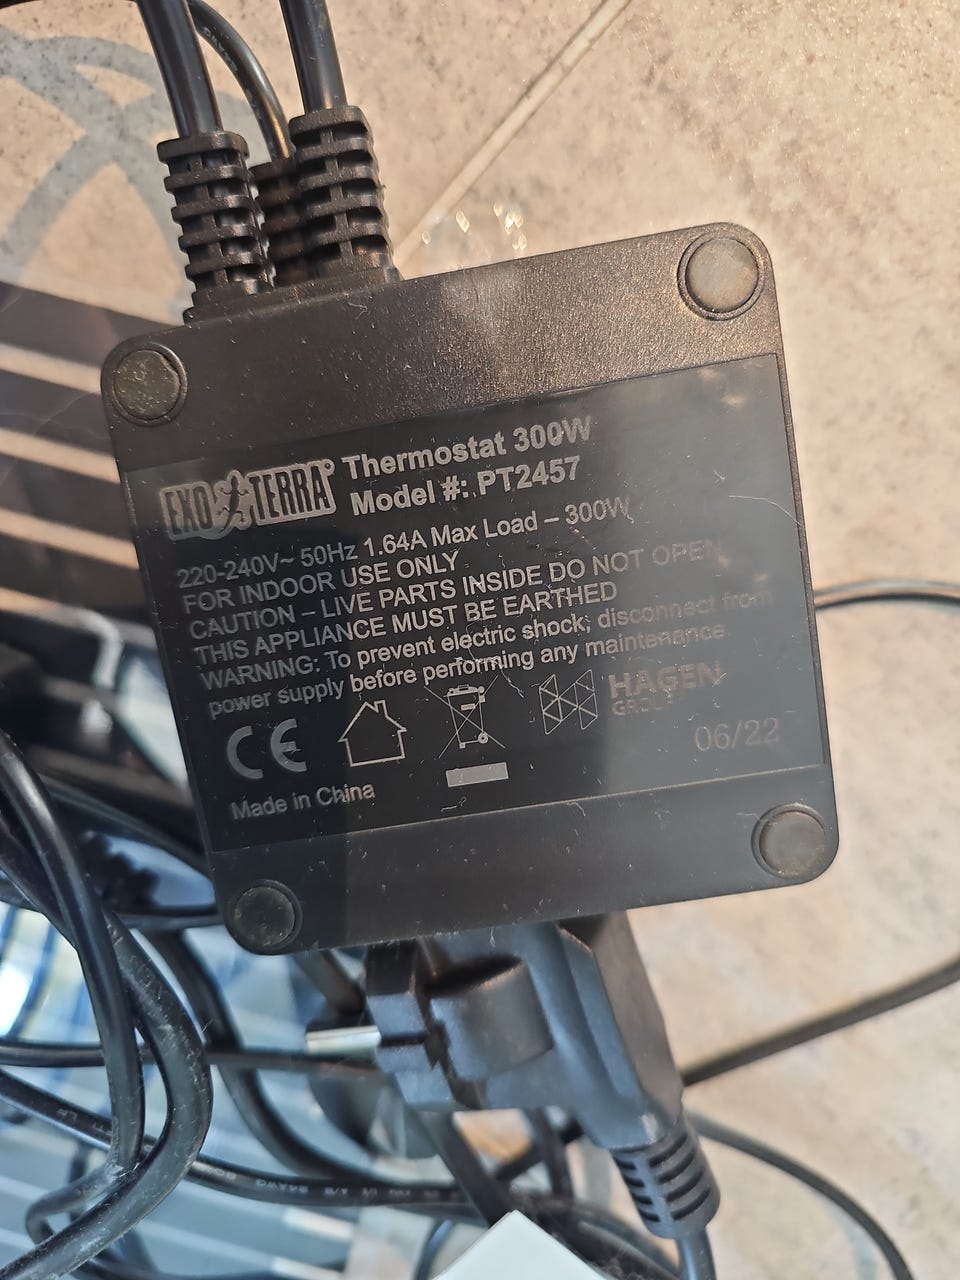 EXO TERRA® Thermostat 300W
Model #: PT2457
220-240V~ 50Hz 1.64A Max Load – 300W
FOR INDOOR USE ONLY
CAUTION – LIVE PARTS INSIDE DO NOT OPEN
THIS APPLIANCE MUST BE EARTHED
WARNING: To prevent electric shock, disconnect from
power supply before performing any maintenance
CE
HAGEN
GROUP
06/22
Made in China